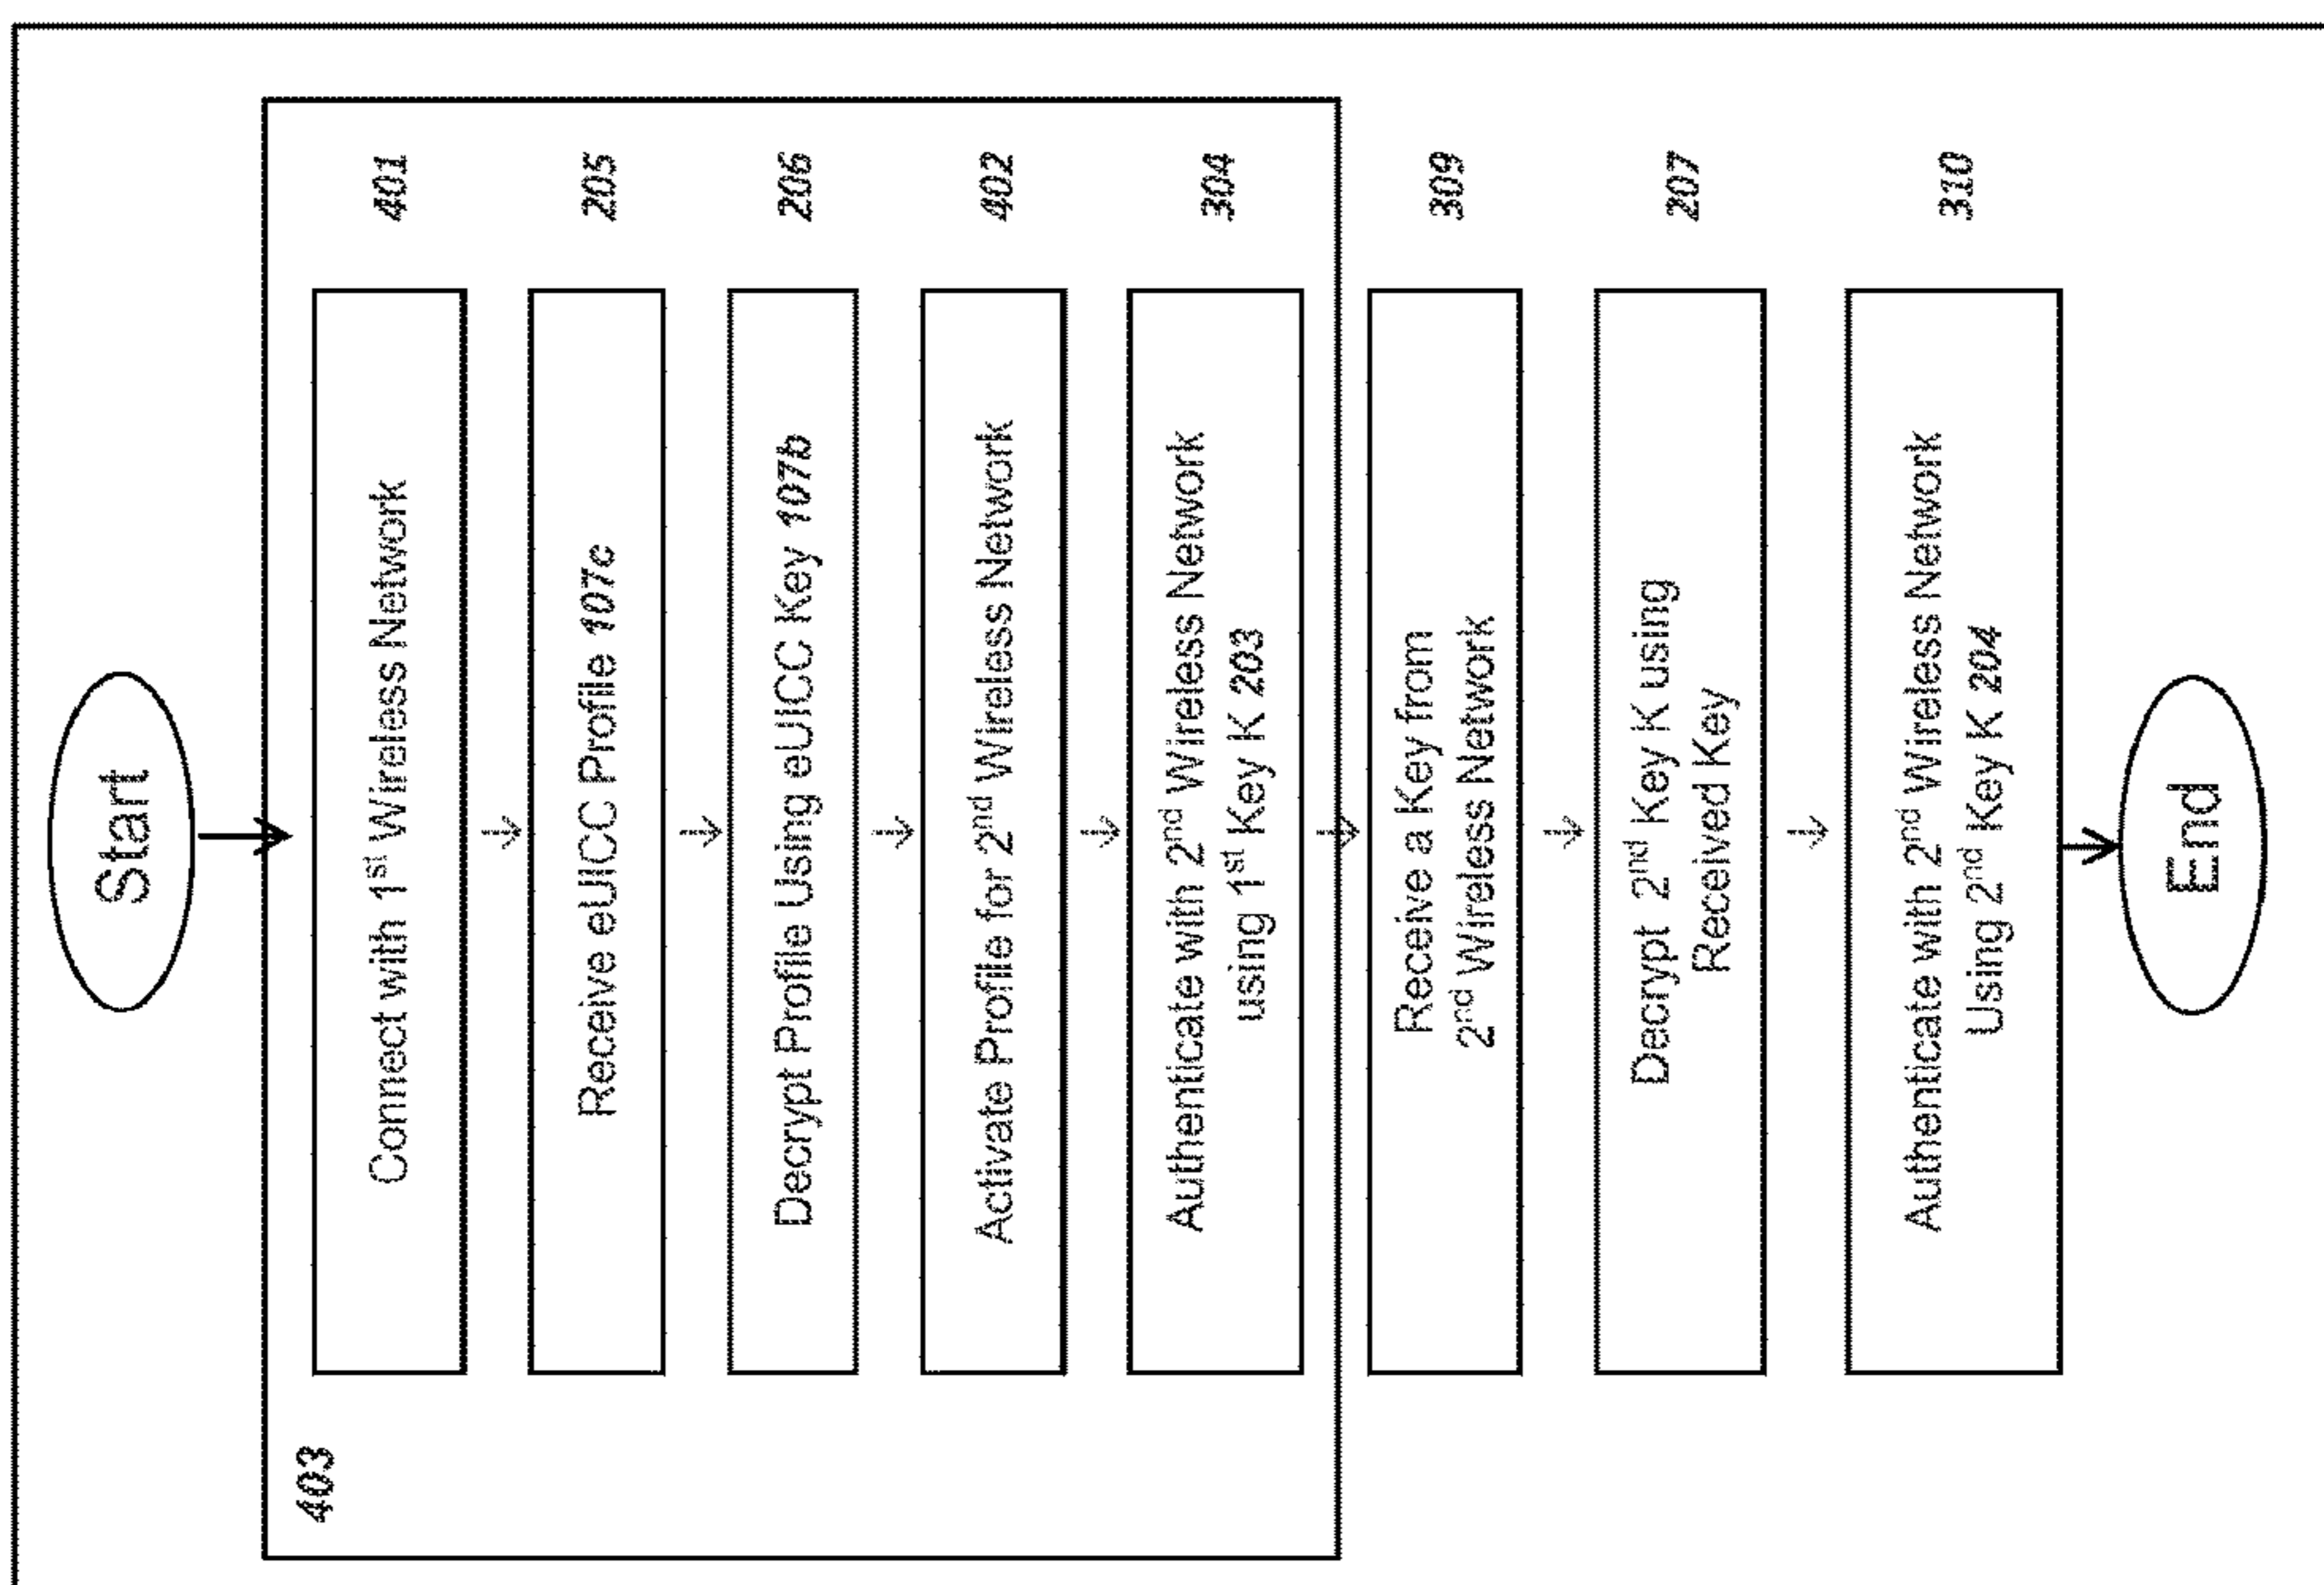 Start
403
Connect with 1st Wireless Network
401
Receive eUICC Profile 107c
205
Decrypt Profile Using eUICC Key 107b
206
Activate Profile for 2nd Wireless Network
402
Authenticate with 2nd Wireless Network
using 1st Key K 203
304
Receive a Key from
2nd Wireless Network
309
Decrypt 2nd Key K using
Received Key
207
Authenticate with 2nd Wireless Network
Using 2nd Key K 204
310
End